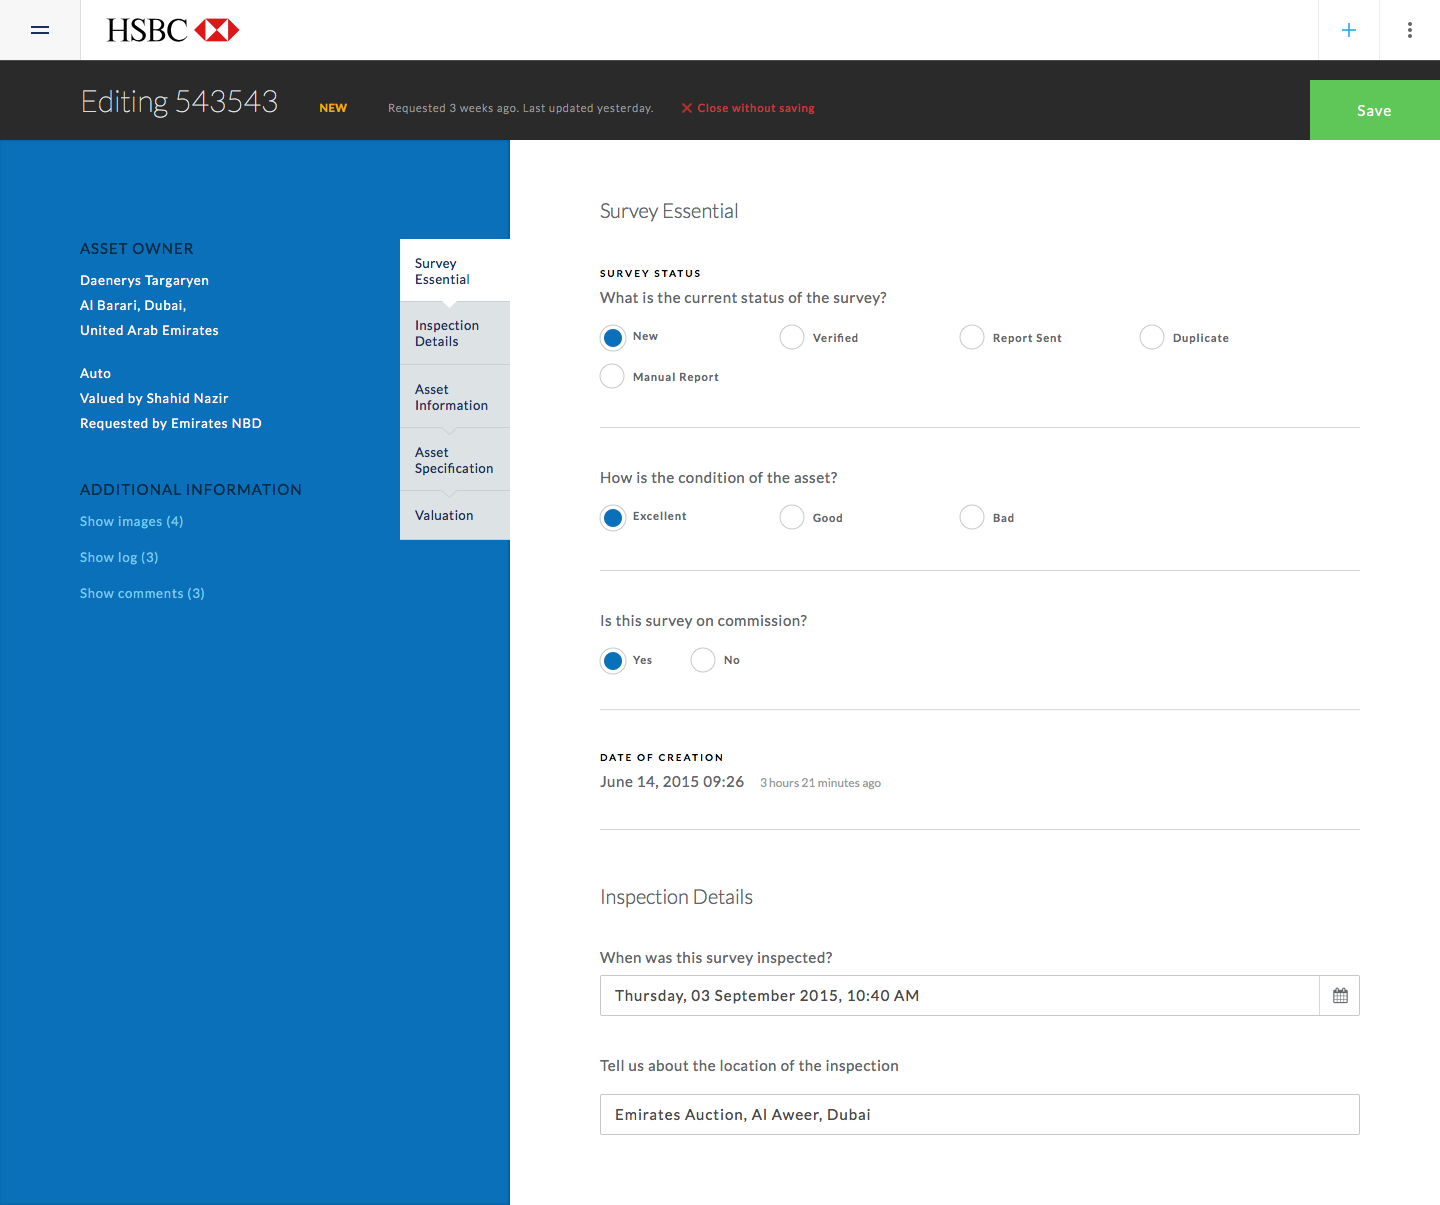 HSBC
Editing 543543
NEW
Requested 3 weeks ago. Last updated yesterday.
Close without saving
Save
ASSET OWNER
Daenerys Targaryen
Al Barari, Dubai,
United Arab Emirates
Auto
Valued by Shahid Nazir
Requested by Emirates NBD
ADDITIONAL INFORMATION
Show images (4)
Show log (3)
Show comments (3)
Survey
Essential
Inspection
Details
Asset
Information
Asset
Specification
Valuation
Survey Essential
SURVEY STATUS
What is the current status of the survey?
New
Verified
Report Sent
Duplicate
Manual Report
How is the condition of the asset?
Excellent
Good
Bad
Is this survey on commission?
Yes
No
DATE OF CREATION
June 14, 2015 09:26 3 hours 21 minutes ago
Inspection Details
When was this survey inspected?
Thursday, 03 September 2015, 10:40 AM
Tell us about the location of the inspection
Emirates Auction, Al Aweer, Dubai